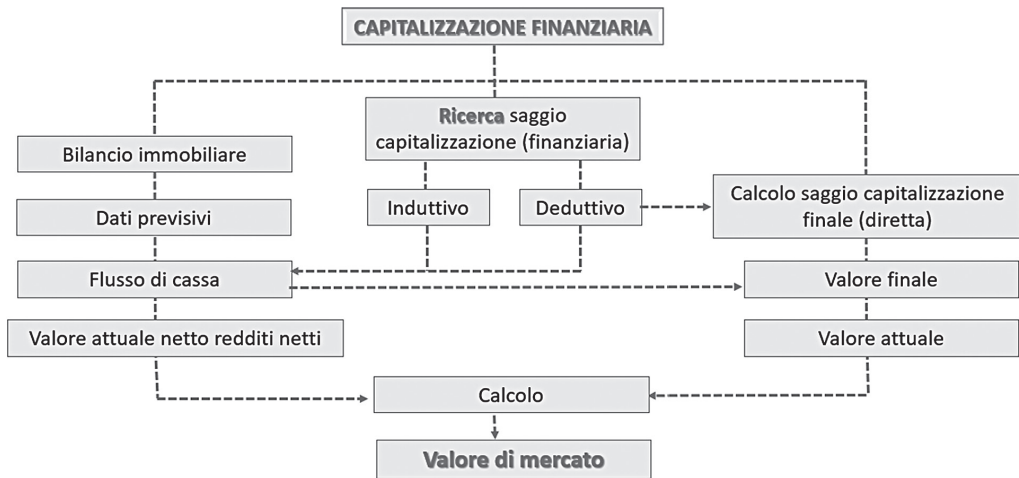 CAPITALIZZAZIONE FINANZIARIA
Ricerca saggio
capitalizzazione (finanziaria)
Bilancio immobiliare
Induttivo
Deduttivo
Calcolo saggio capitalizzazione
finale (diretta)
Dati previsivi
Flusso di cassa
Valore finale
Valore attuale netto redditi netti
Valore attuale
Calcolo
Valore di mercato